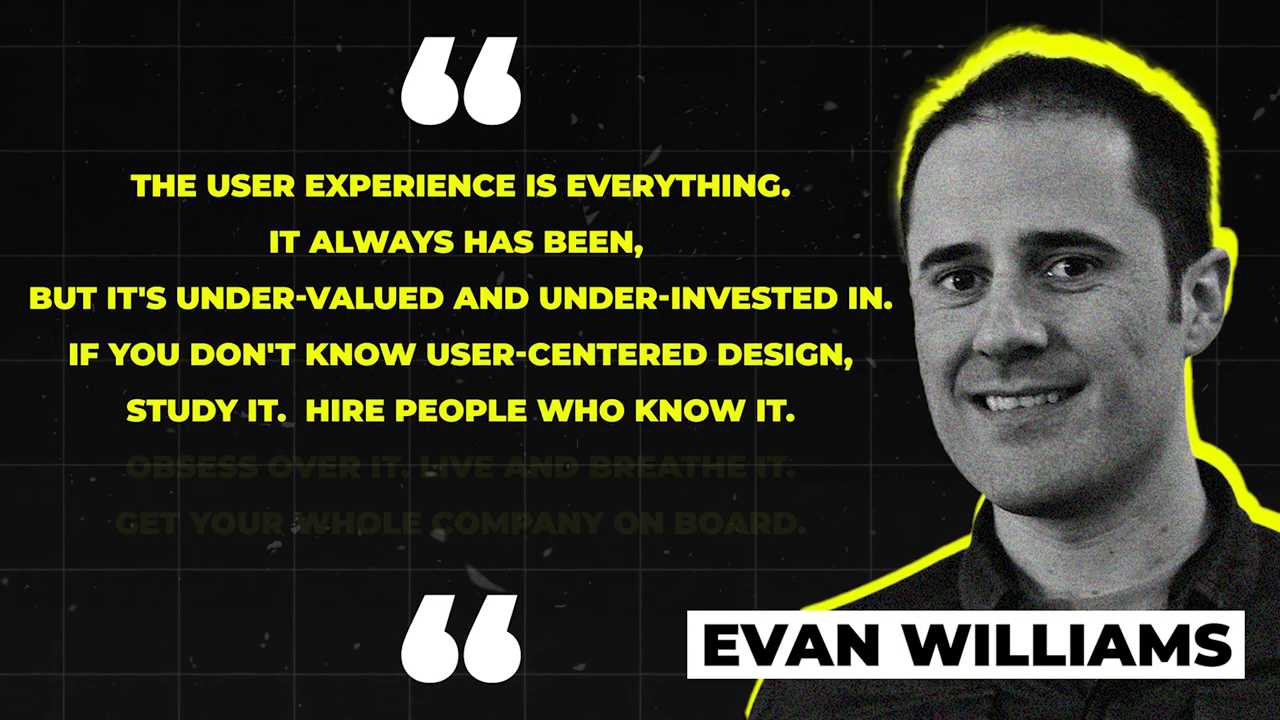 “
THE USER EXPERIENCE IS EVERYTHING.
IT ALWAYS HAS BEEN,
BUT IT'S UNDER-VALUED AND UNDER-INVESTED IN.
IF YOU DON'T KNOW USER-CENTERED DESIGN,
STUDY IT.  HIRE PEOPLE WHO KNOW IT.
OBSESS OVER IT. LIVE AND BREATHE IT.
GET YOUR WHOLE COMPANY ON BOARD.
“
EVAN WILLIAMS